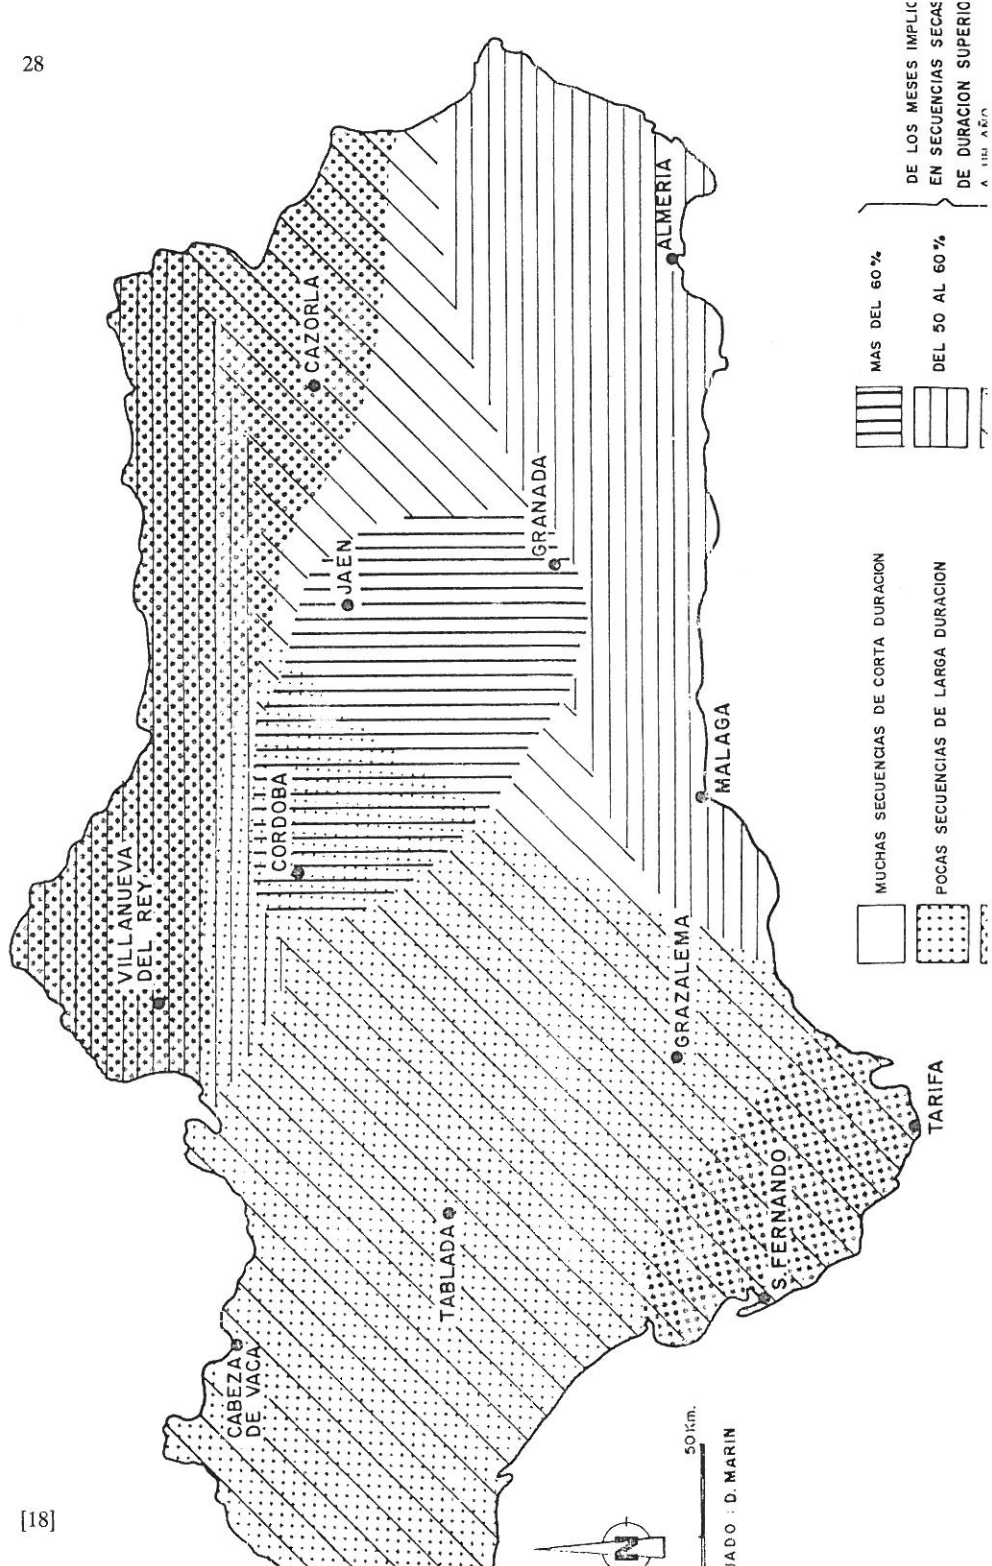 28
[18]
VILLANUEVA
DEL REY
CAZORLA
CORDOBA
JAEN
CABEZA
DE VACA
TABLADA
GRANADA
ALMERIA
GRAZALEMA
MALAGA
S. FERNANDO
TARIFA
50 Km.
D. MARIN
MUCHAS SECUENCIAS DE CORTA DURACION
POCAS SECUENCIAS DE LARGA DURACION
MAS DEL 60 %
DEL 50 AL 60 %
DE LOS MESES
EN SECUENCIAS SECAS
DE DURACION
N